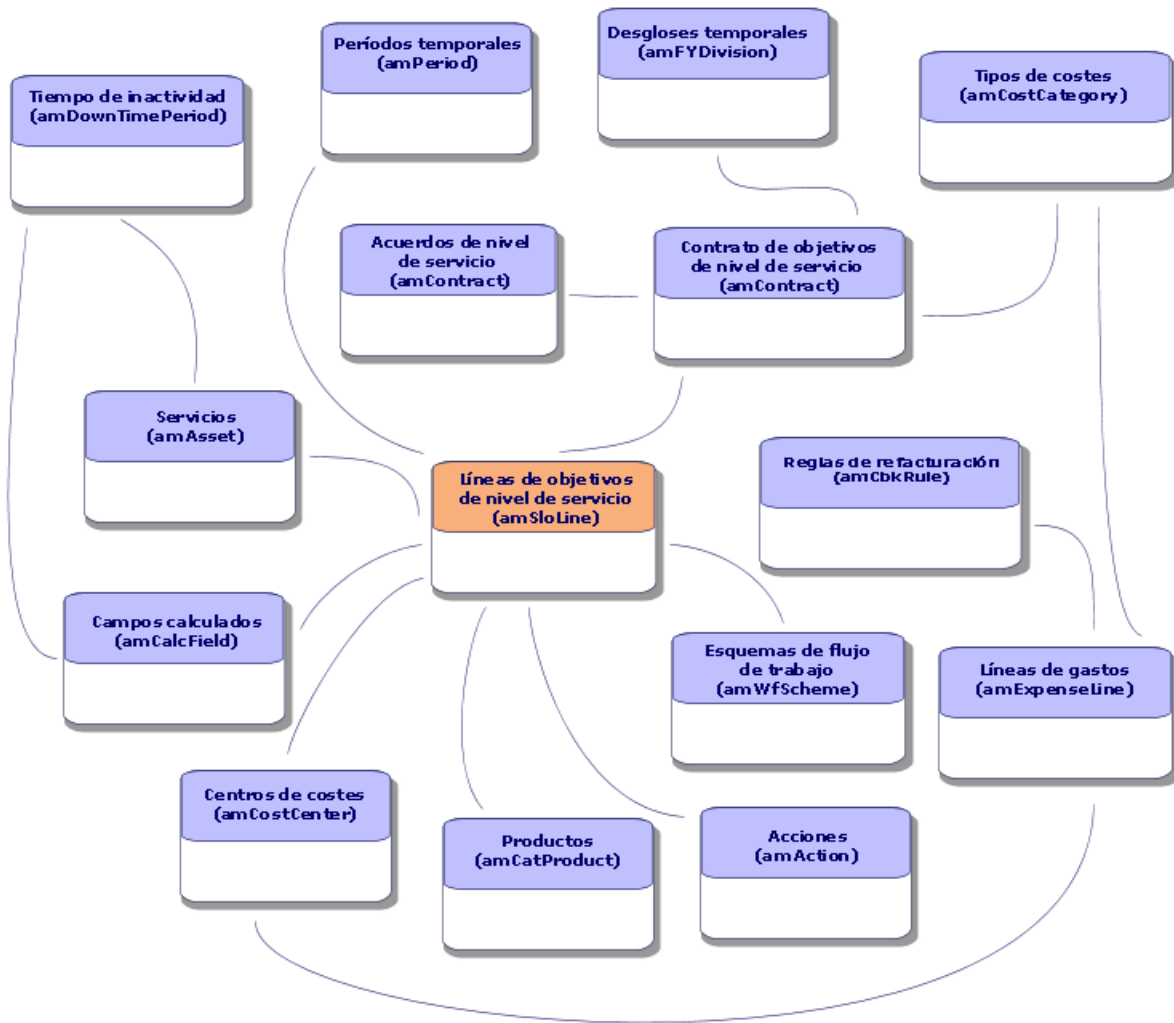 Períodos temporales
(amPeriod)
Desgloses temporales
(amFYDivision)
Tipos de costes
(amCostCategory)
Tiempo de inactividad
(amDownTimePeriod)
Acuerdos de nivel
de servicio
(amContract)
Contrato de objetivos
de nivel de servicio
(amContract)
Servicios
(amAsset)
Líneas de objetivos
de nivel de servicio
(amSloLine)
Reglas de refacturación
(amCbkRule)
Campos calculados
(amCalcField)
Esquemas de flujo
de trabajo
(amWfScheme)
Líneas de gastos
(amExpenseLine)
Centros de costes
(amCostCenter)
Productos
(amCatProduct)
Acciones
(amAction)